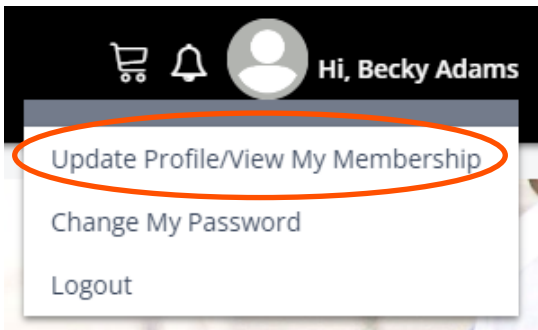 Hi, Becky Adams
Update Profile/View My Membership
Change My Password
Logout